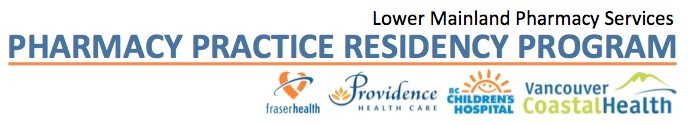 Lower Mainland Pharmacy Services
PHARMACY PRACTICE RESIDENCY PROGRAM
fraserhealth
Providence
HEALTH CARE
BC
CHILDREN'S
HOSPITAL
Vancouver
CoastalHealth